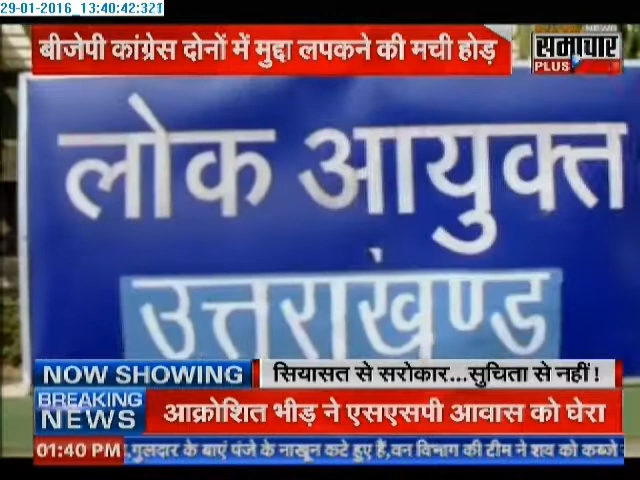 29-01-2016_13:40:42:321
बीजेपी कांग्रेस दोनों में मुद्दा लपकने की मची होड़
NEWS
समाचार
PLUS
लोक आयुक्त
उत्तराखण्ड
NOW SHOWING
सियासत से सरोकार...सुचिता से नहीं !
BREAKING NEWS
आक्रोशित भीड़ ने एसएसपी आवास को घेरा
01:40 PM
,गुलदार के बाएं पंजे के नाखून कटे हुए हैं,वन विभाग की टीम ने शव को कब्जे